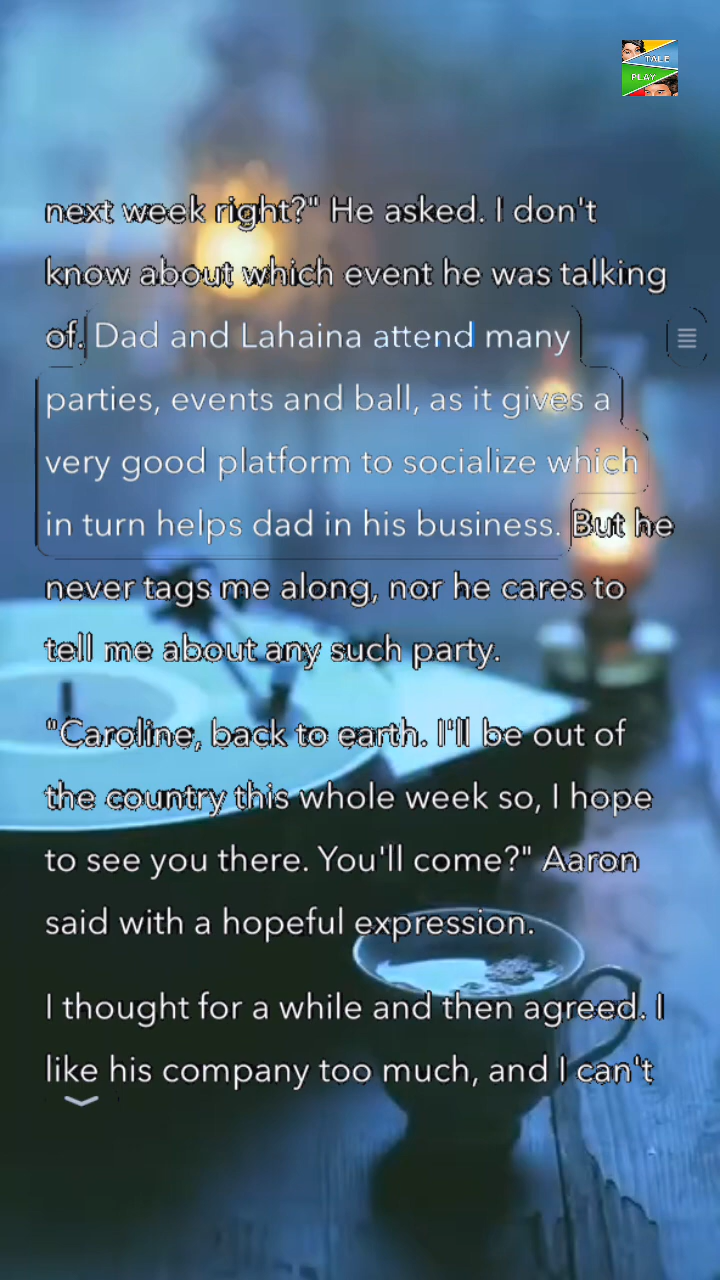 TALE
PLAY
next week right?" He asked. I don't
know about which event he was talking
of. Dad and Lahaina attend many
parties, events and ball, as it gives a
very good platform to socialize which
in turn helps dad in his business. But he
never tags me along, nor he cares to
tell me about any such party.
"Caroline, back to earth. I'll be out of
the country this whole week so, I hope
to see you there. You'll come?" Aaron
said with a hopeful expression.
I thought for a while and then agreed. I
like his company too much, and I can't